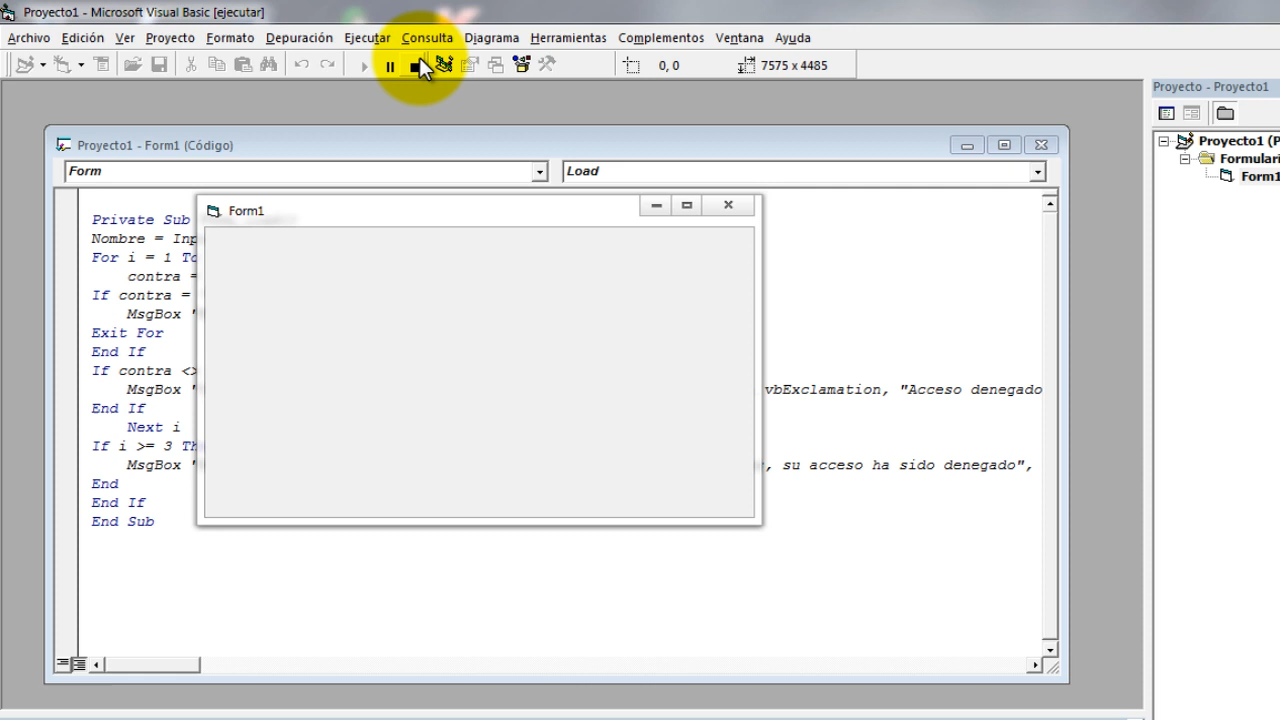 Proyecto1 - Microsoft Visual Basic [ejecutar]
Archivo Edición Ver Proyecto Formato Depuración Ejecutar Consulta Diagrama Herramientas Complementos Ventana Ayuda
0, 0 7575 x 4485
Proyecto - Proyecto1
Proyecto1 (P
Formulari
Form1
Proyecto1 - Form1 (Código)
Form Load
Form1
Private Sub
Nombre = Inp
For i = 1 To
contra =
If contra =
MsgBox "
Exit For
End If
If contra <>
MsgBox " vbExclamation, "Acceso denegado
End If
Next i
If i >= 3 Th
MsgBox " , su acceso ha sido denegado",
End
End If
End Sub